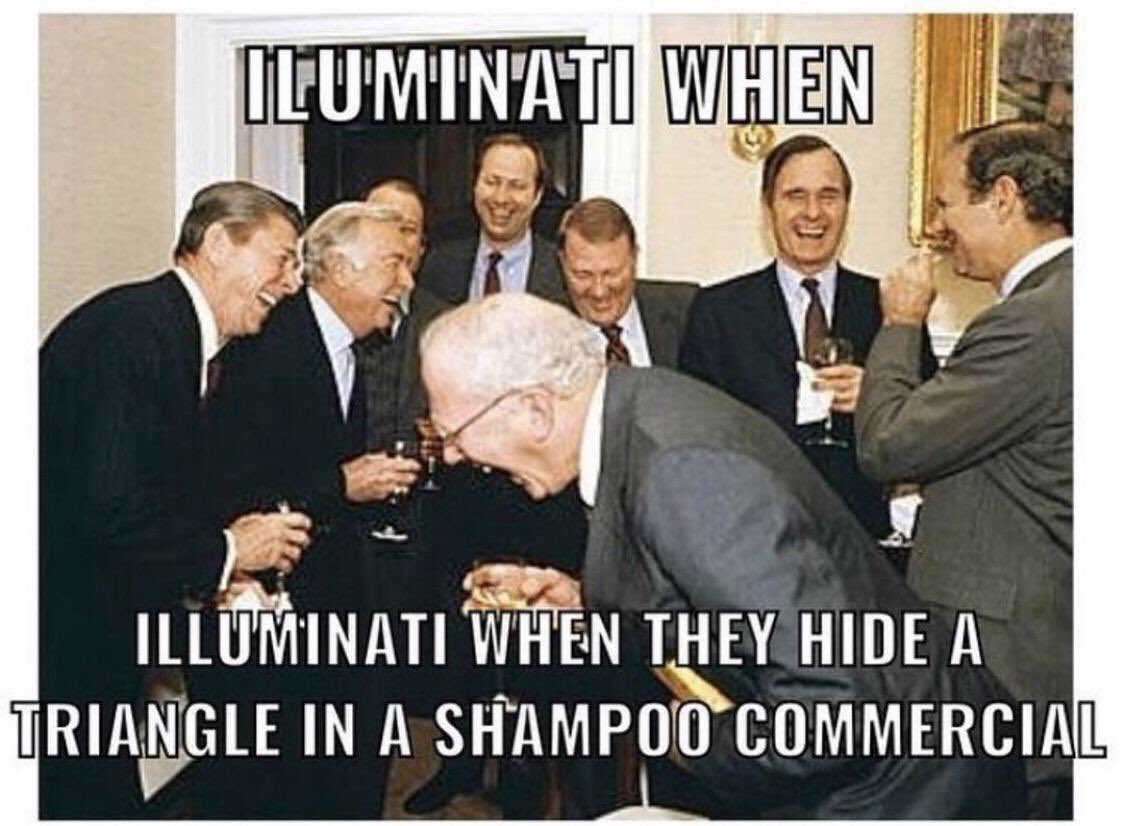 ILUMINATI WHEN
ILLUMINATI WHEN THEY HIDE A
TRIANGLE IN A SHAMPOO COMMERCIAL